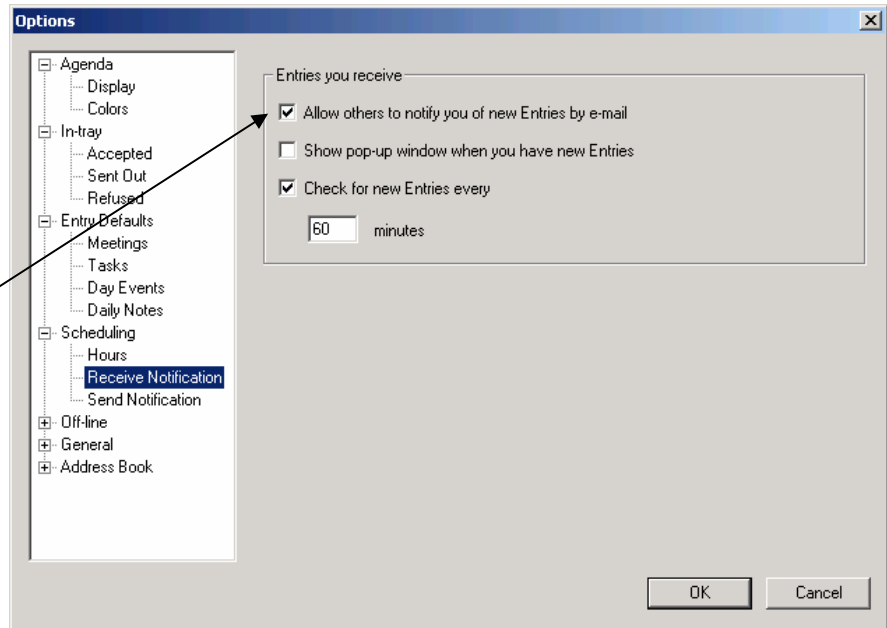 Options
Agenda
Display
Colors
In-tray
Accepted
Sent Out
Refused
Entry Defaults
Meetings
Tasks
Day Events
Daily Notes
Scheduling
Hours
Receive Notification
Send Notification
Off-line
General
Address Book
Entries you receive
Allow others to notify you of new Entries by e-mail
Show pop-up window when you have new Entries
Check for new Entries every
60 minutes
OK Cancel